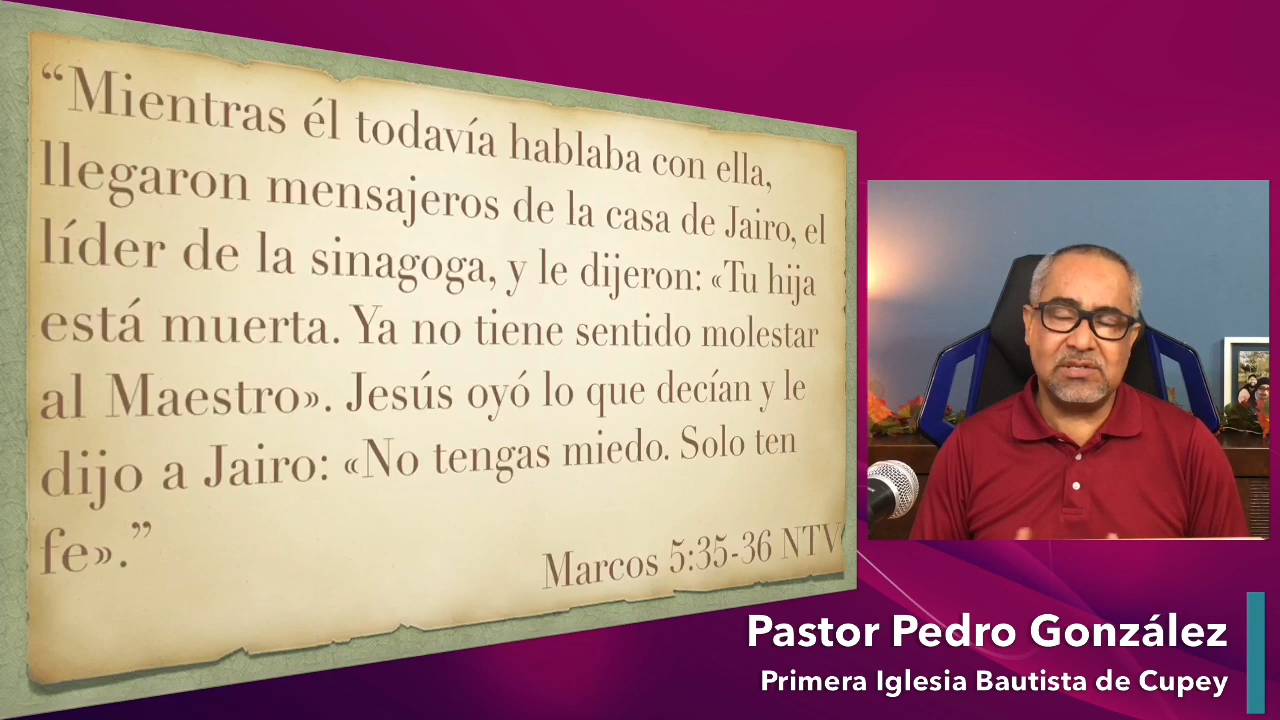 “Mientras él todavía hablaba con ella,
llegaron mensajeros de la casa de Jairo, el
líder de la sinagoga, y le dijeron: «Tu hija
está muerta. Ya no tiene sentido molestar
al Maestro». Jesús oyó lo que decían y le
dijo a Jairo: «No tengas miedo. Solo ten
fe».”
Marcos 5:35-36 NTV
Pastor Pedro González
Primera Iglesia Bautista de Cupey